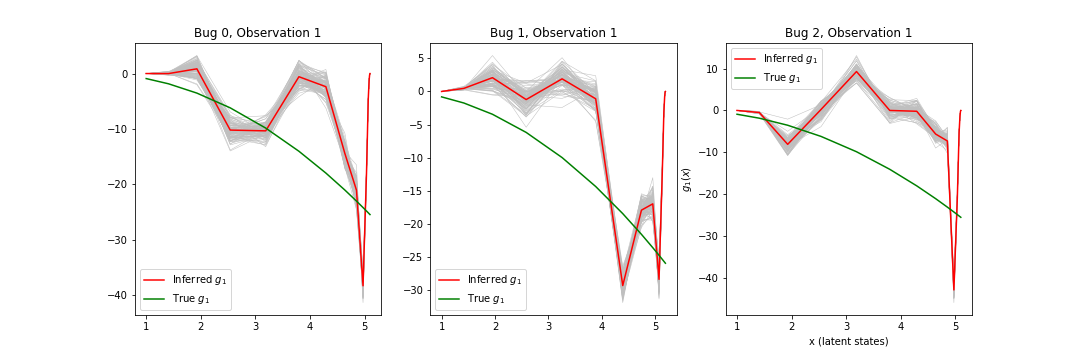 Bug 0, Observation 1
0
−10
−20
−30
−40
1 2 3 4 5
Inferred g₁
True g₁
Bug 1, Observation 1
5
0
−5
−10
−15
−20
−25
−30
1 2 3 4 5
Inferred g₁
True g₁
Bug 2, Observation 1
g₁(x)
10
0
−10
−20
−30
−40
1 2 3 4 5
x (latent states)
Inferred g₁
True g₁